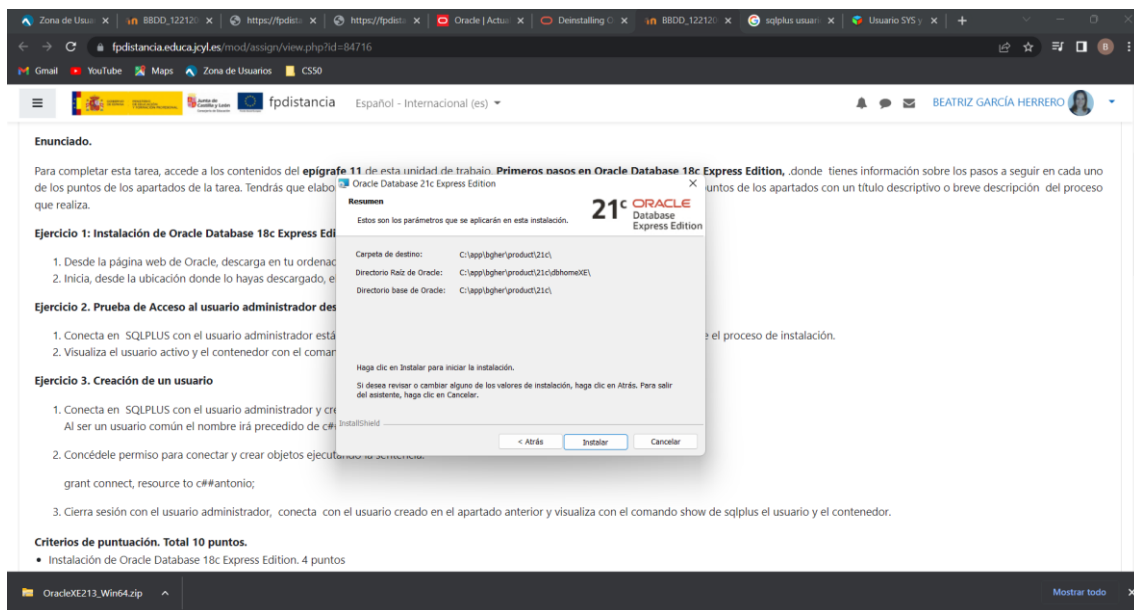 Zona de Usua
BBDD_122120
https://fpdista
https://fpdista
Oracle | Actua
Deinstalling O
BBDD_122120
sqlplus usuari
Usuario SYS y
fpdistancia.educa.jcyl.es/mod/assign/view.php?id=84716
Gmail YouTube Maps Zona de Usuarios CS50
fpdistancia Español - Internacional (es) BEATRIZ GARCÍA HERRERO
Enunciado.
Para completar esta tarea, accede a los contenidos del epígrafe 11 de esta unidad de trabajo, Primeros pasos en Oracle Database 18c Express Edition, .donde tienes información sobre los pasos a seguir en cada uno
de los puntos de los apartados de la tarea. Tendrás que elabo
untos de los apartados con un título descriptivo o breve descripción del proceso
que realiza.
Ejercicio 1: Instalación de Oracle Database 18c Express Edi
1. Desde la página web de Oracle, descarga en tu ordenac
2. Inicia, desde la ubicación donde lo hayas descargado, e
Ejercicio 2. Prueba de Acceso al usuario administrador des
1. Conecta en SQLPLUS con el usuario administrador está
e el proceso de instalación.
2. Visualiza el usuario activo y el contenedor con el comar
Ejercicio 3. Creación de un usuario
1. Conecta en SQLPLUS con el usuario administrador y cre
Al ser un usuario común el nombre irá precedido de c#
2. Concédele permiso para conectar y crear objetos ejecutando la sentencia:
grant connect, resource to c##antonio;
3. Cierra sesión con el usuario administrador, conecta con el usuario creado en el apartado anterior y visualiza con el comando show de sqlplus el usuario y el contenedor.
Criterios de puntuación. Total 10 puntos.
• Instalación de Oracle Database 18c Express Edition. 4 puntos
Oracle Database 21c Express Edition
Resumen
Estos son los parámetros que se aplicarán en esta instalación.
21c ORACLE
Database
Express Edition
Carpeta de destino: C:\app\bgher\product\21c\
Directorio Raíz de Oracle: C:\app\bgher\product\21c\dbhomeXE\
Directorio base de Oracle: C:\app\bgher\product\21c\
Haga clic en Instalar para iniciar la instalación.
Si desea revisar o cambiar alguno de los valores de instalación, haga clic en Atrás. Para salir
del asistente, haga clic en Cancelar.
InstallShield
< Atrás Instalar Cancelar
OracleXE213_Win64.zip Mostrar todo